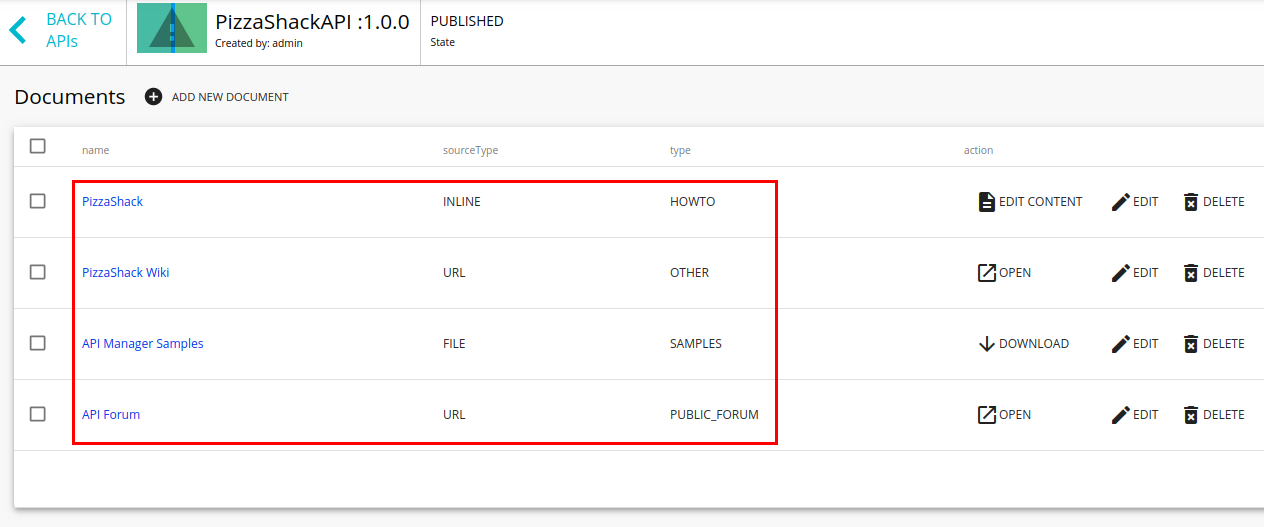 BACK TO
APIs
PizzaShackAPI :1.0.0
Created by: admin
PUBLISHED
State
Documents ADD NEW DOCUMENT
name sourceType type action
PizzaShack INLINE HOWTO EDIT CONTENT EDIT DELETE
PizzaShack Wiki URL OTHER OPEN EDIT DELETE
API Manager Samples FILE SAMPLES DOWNLOAD EDIT DELETE
API Forum URL PUBLIC_FORUM OPEN EDIT DELETE